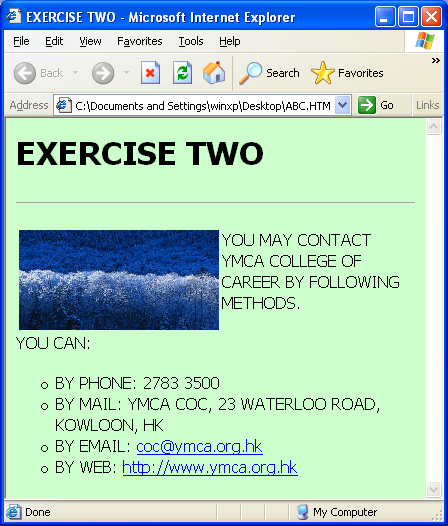 EXERCISE TWO - Microsoft Internet Explorer
File Edit View Favorites Tools Help
Back Search Favorites
Address C:\Documents and Settings\winxp\Desktop\ABC.HTM Go Links
EXERCISE TWO
YOU MAY CONTACT
YMCA COLLEGE OF
CAREER BY FOLLOWING
METHODS.
YOU CAN:
BY PHONE: 2783 3500
BY MAIL: YMCA COC, 23 WATERLOO ROAD,
KOWLOON, HK
BY EMAIL: coc@ymca.org.hk
BY WEB: http://www.ymca.org.hk
Done My Computer